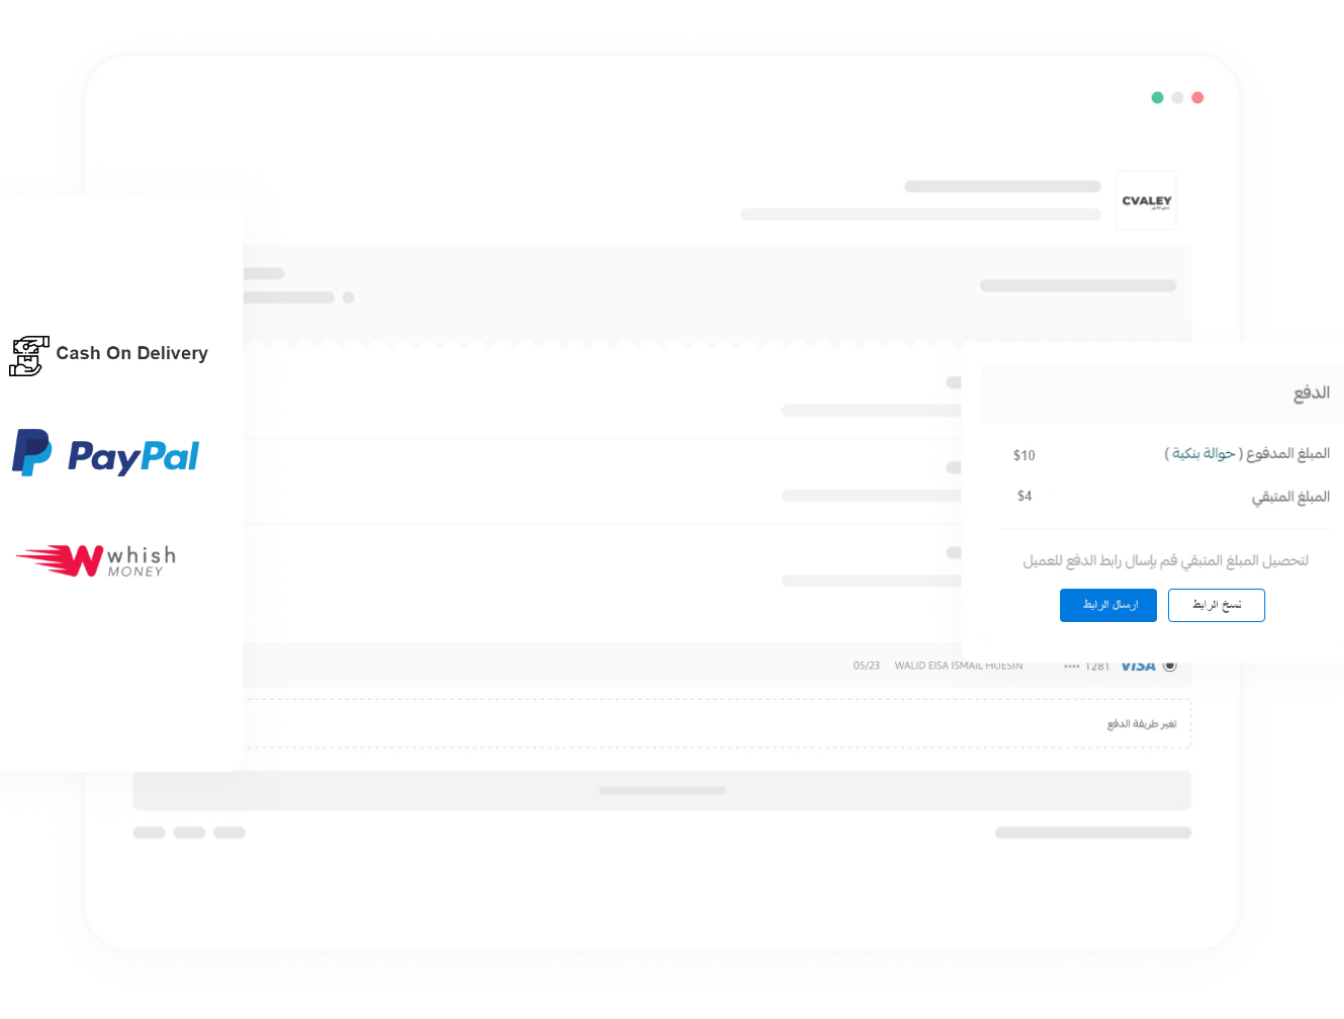 CVALEY
Cash On Delivery
PayPal
whish
MONEY
الدفع
المبلغ المدفوع ( حوالة بنكية ) $10
المبلغ المتبقي $4
لتحصيل المبلغ المتبقي قم بإسال رابط الدفع للعميل
نسخ الرابط
ارسال الرابط
VISA 1281 •••• WALID EISA ISMAIL HUESIN 05/23
تغير طريقة الدفع